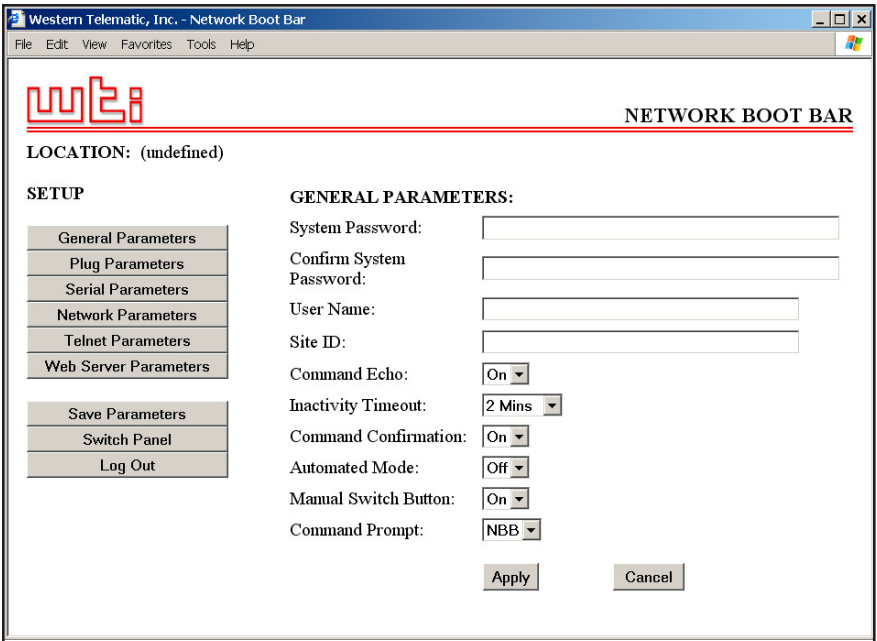 Western Telematic, Inc. - Network Boot Bar
File Edit View Favorites Tools Help
wti
NETWORK BOOT BAR
LOCATION: (undefined)
SETUP
General Parameters
Plug Parameters
Serial Parameters
Network Parameters
Telnet Parameters
Web Server Parameters
Save Parameters
Switch Panel
Log Out
GENERAL PARAMETERS:
System Password:
Confirm System
Password:
User Name:
Site ID:
Command Echo: On
Inactivity Timeout: 2 Mins
Command Confirmation: On
Automated Mode: Off
Manual Switch Button: On
Command Prompt: NBB
Apply Cancel